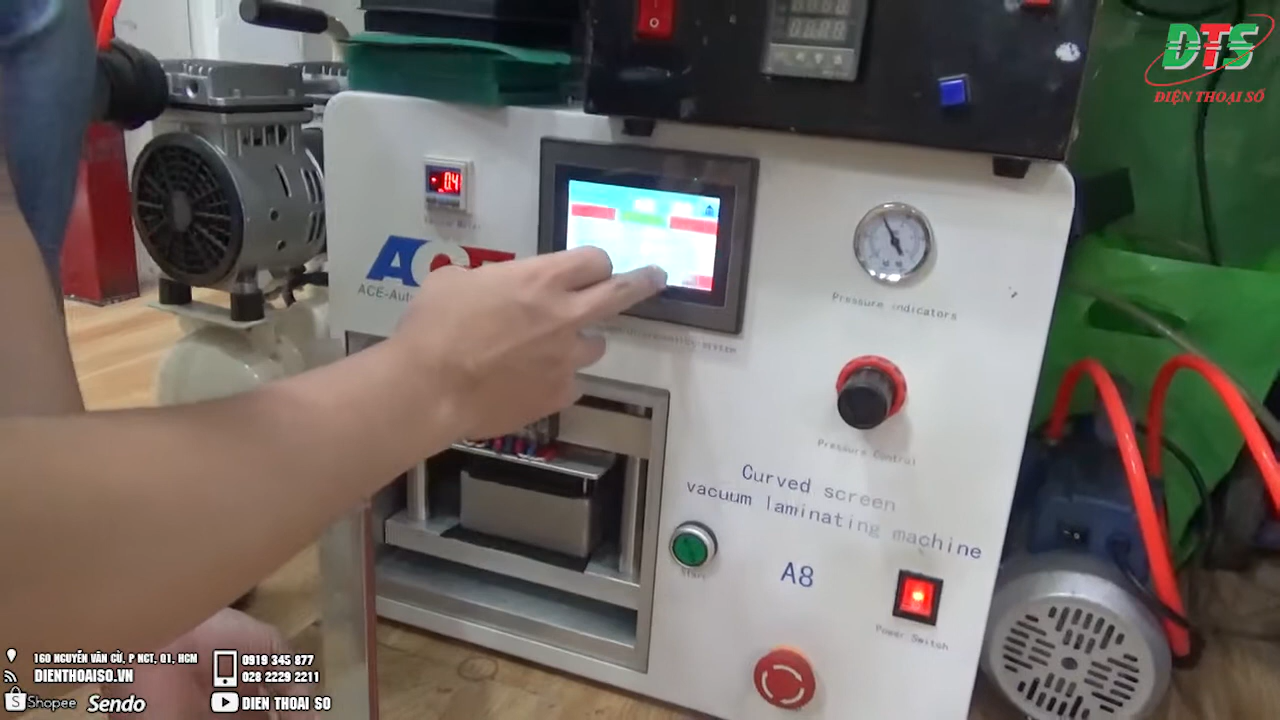 DTS
ĐIỆN THOẠI SỐ
-0.4
ACE
ACE-Aut
Pressure indicators
Pressure Control
Curved screen
vacuum laminating machine
A8
Start
Power Switch
160 NGUYỄN VĂN CỪ, P NCT, Q1, HCM
DIENTHOAISO.VN
Shopee Sendo
0919 345 877
028 2229 2211
DIEN THOAI SO